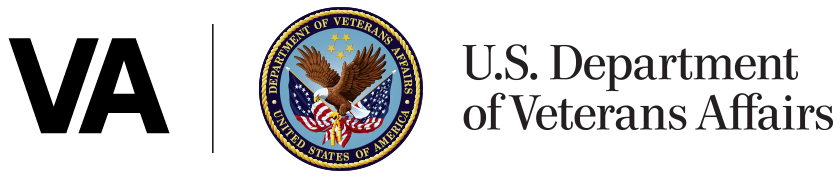 VA
DEPARTMENT OF VETERANS AFFAIRS
UNITED STATES OF AMERICA
U.S. Department
of Veterans Affairs